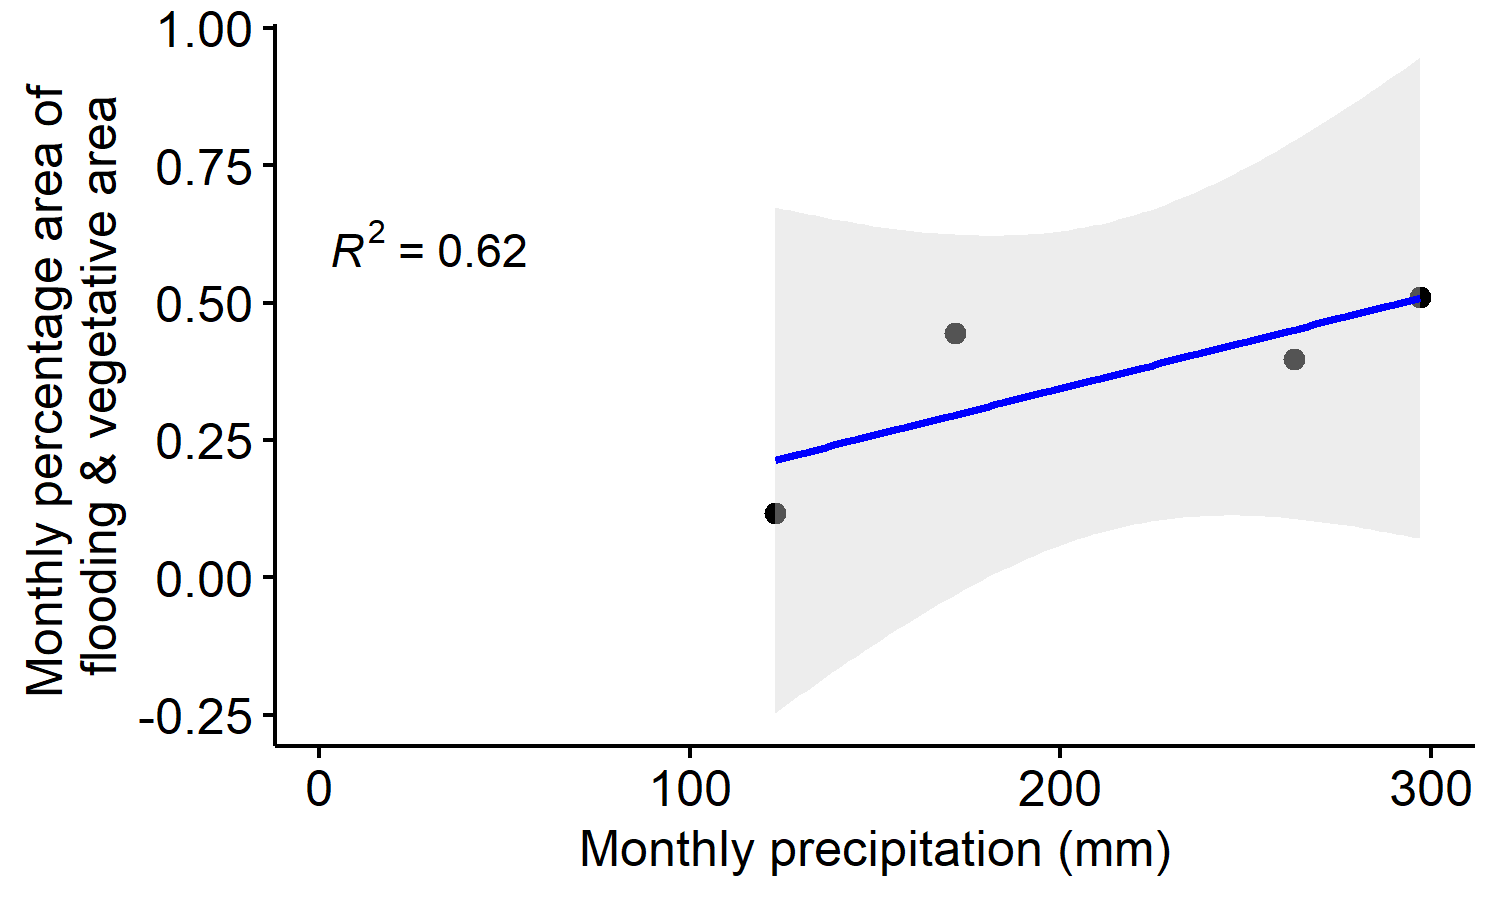 Monthly percentage area of
flooding & vegetative area
1.00
0.75
0.50
0.25
0.00
-0.25
R² = 0.62
0 100 200 300
Monthly precipitation (mm)